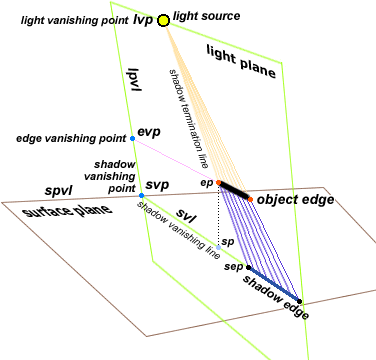 light vanishing point lvp light source
light plane
lpvl
shadow termination line
edge vanishing point evp
shadow
vanishing
point
svp
ep
object edge
spvl
surface plane
svl
shadow vanishing line
sp
sep
shadow edge